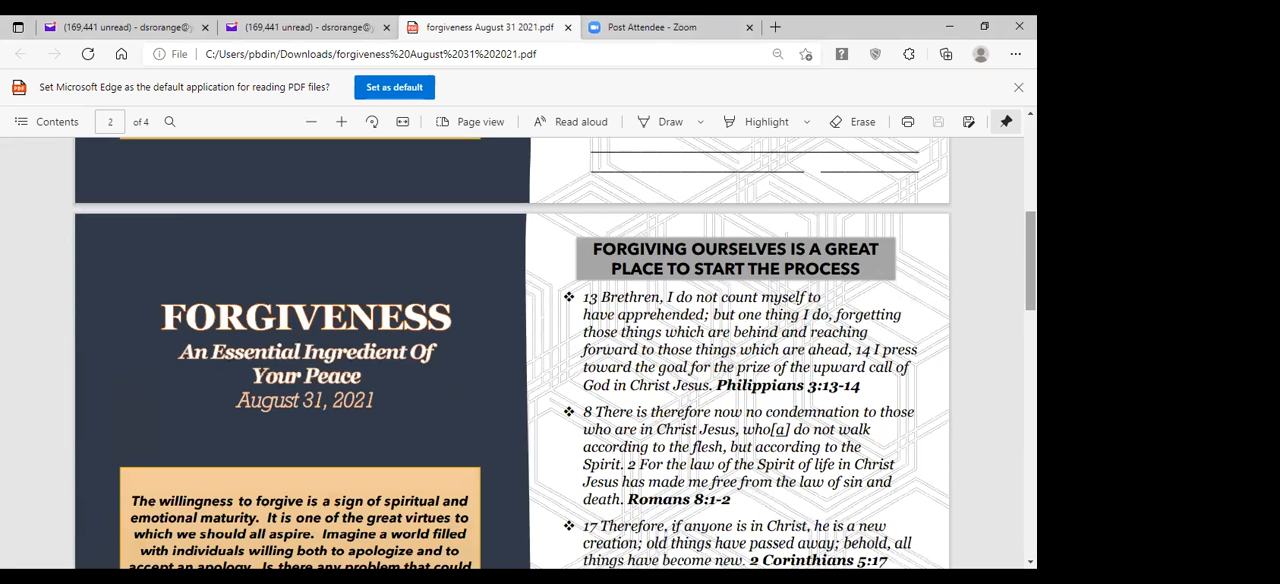 (169,441 unread) - dsrorange@y
(169,441 unread) - dsrorange@y
forgiveness August 31 2021.pdf
Post Attendee - Zoom
File
C:/Users/pbdin/Downloads/forgiveness%20August%2031%202021.pdf
Set Microsoft Edge as the default application for reading PDF files?
Set as default
Contents
2
of 4
Page view
Read aloud
Draw
Highlight
Erase
FORGIVENESS
An Essential Ingredient Of
Your Peace
August 31, 2021
The willingness to forgive is a sign of spiritual and
emotional maturity. It is one of the great virtues to
which we should all aspire. Imagine a world filled
with individuals willing both to apologize and to
accept an apology. Is there any problem that could
FORGIVING OURSELVES IS A GREAT
PLACE TO START THE PROCESS
❖ 13 Brethren, I do not count myself to
have apprehended; but one thing I do, forgetting
those things which are behind and reaching
forward to those things which are ahead, 14 I press
toward the goal for the prize of the upward call of
God in Christ Jesus. Philippians 3:13-14
❖ 8 There is therefore now no condemnation to those
who are in Christ Jesus, who[a] do not walk
according to the flesh, but according to the
Spirit. 2 For the law of the Spirit of life in Christ
Jesus has made me free from the law of sin and
death. Romans 8:1-2
❖ 17 Therefore, if anyone is in Christ, he is a new
creation; old things have passed away; behold, all
things have become new. 2 Corinthians 5:17